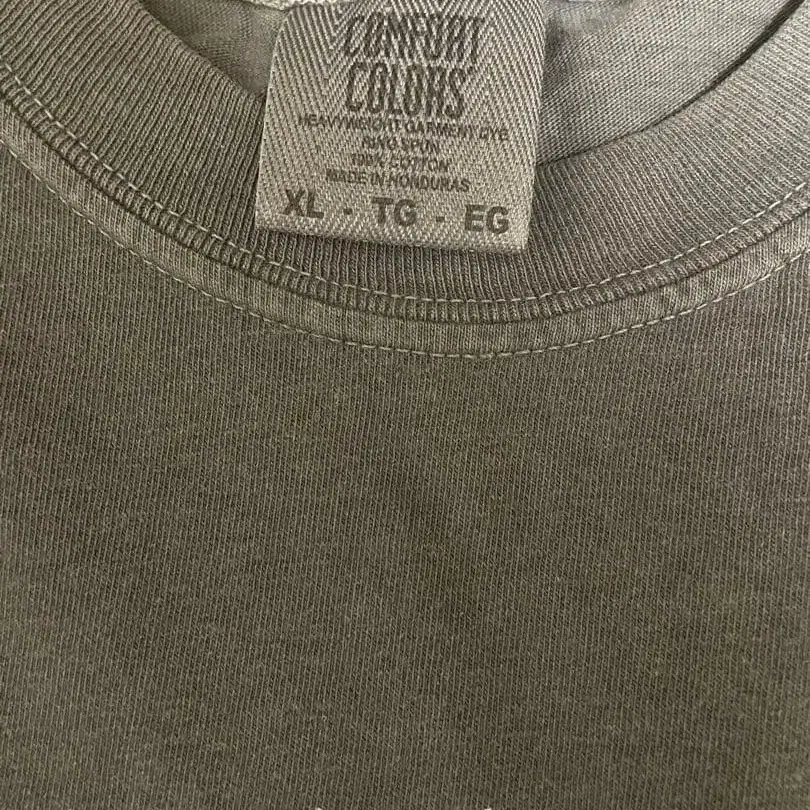 COMFORT
COLORS
HEAVYWEIGHT GARMENT DYE
RING SPUN
100% COTTON
MADE IN HONDURAS
XL - TG - EG